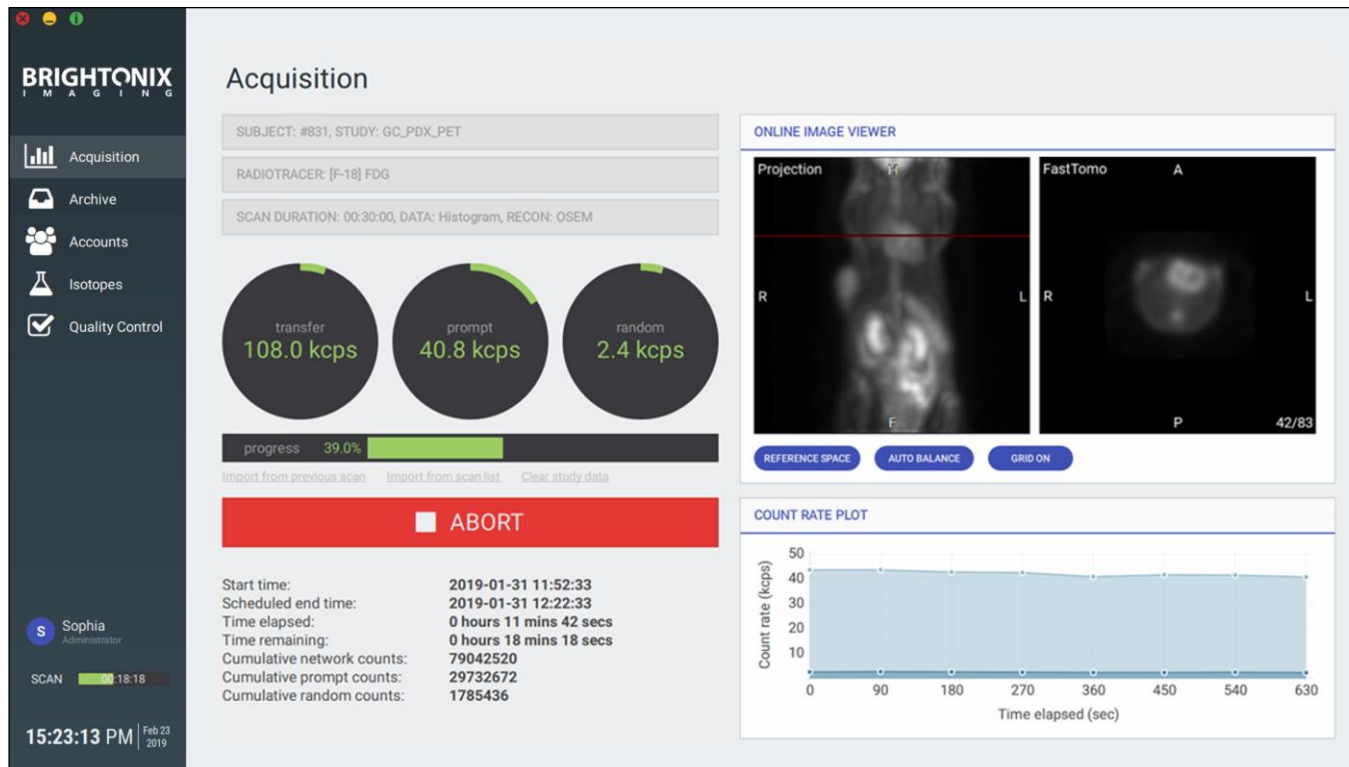 BRIGHTONIX
IMAGING
Acquisition
Archive
Accounts
Isotopes
Quality Control
S
Sophia
Administrator
SCAN 00:18:18
15:23:13 PM Feb 23 2019
Acquisition
SUBJECT: #831, STUDY: GC_PDX_PET
RADIOTRACER: [F-18] FDG
SCAN DURATION: 00:30:00, DATA: Histogram, RECON: OSEM
transfer
108.0 kcps
prompt
40.8 kcps
random
2.4 kcps
progress 39.0%
Import from previous scan Import from scan list Clear study data
ABORT
Start time: 2019-01-31 11:52:33
Scheduled end time: 2019-01-31 12:22:33
Time elapsed: 0 hours 11 mins 42 secs
Time remaining: 0 hours 18 mins 18 secs
Cumulative network counts: 79042520
Cumulative prompt counts: 29732672
Cumulative random counts: 1785436
ONLINE IMAGE VIEWER
Projection H
R L
F
FastTomo A
R L
P 42/83
REFERENCE SPACE AUTO BALANCE GRID ON
COUNT RATE PLOT
Count rate (kcps)
50
40
30
20
10
0 90 180 270 360 450 540 630
Time elapsed (sec)